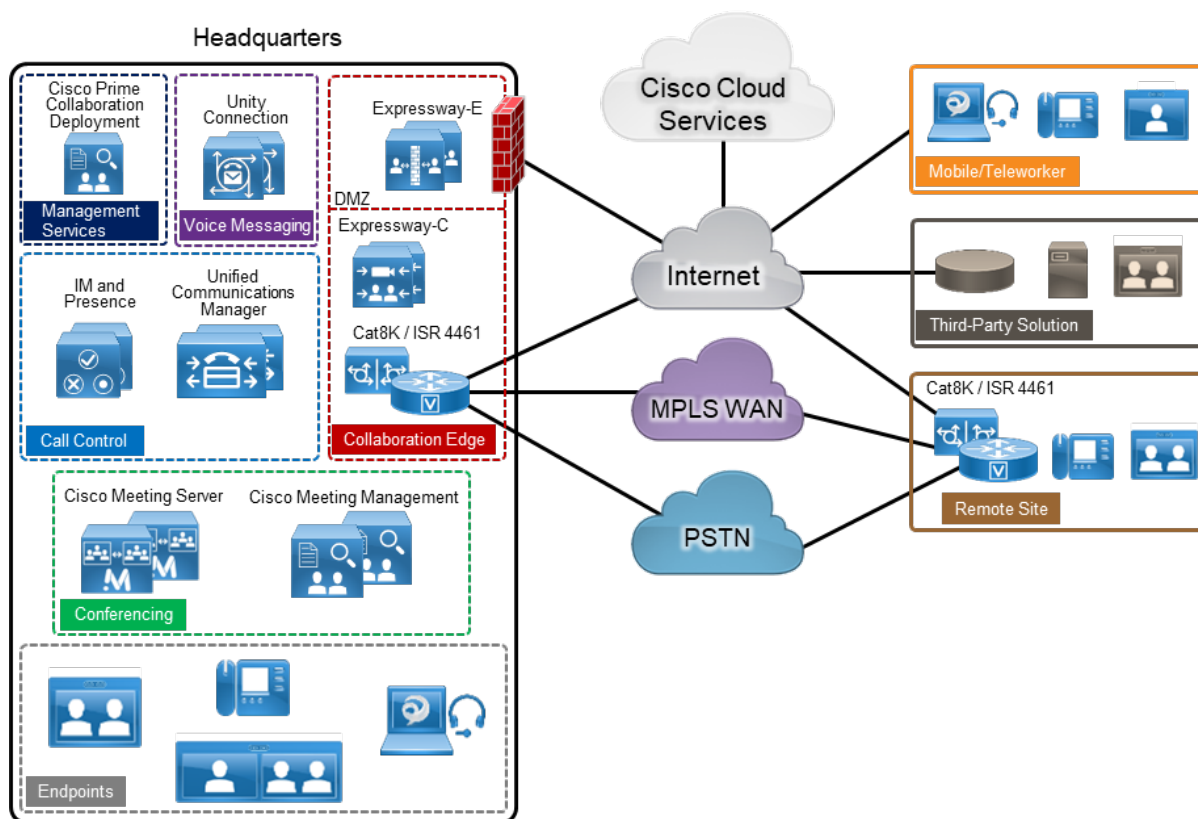 Headquarters
Cisco Prime
Collaboration
Deployment
Management
Services
Unity
Connection
Voice Messaging
Expressway-E
DMZ
Expressway-C
Cat8K / ISR 4461
V
Collaboration Edge
IM and
Presence
Unified
Communications
Manager
Call Control
Cisco Meeting Server
M
M
Cisco Meeting Management
Conferencing
Endpoints
Cisco Cloud
Services
Internet
MPLS WAN
PSTN
Mobile/Teleworker
Third-Party Solution
Cat8K / ISR 4461
V
Remote Site